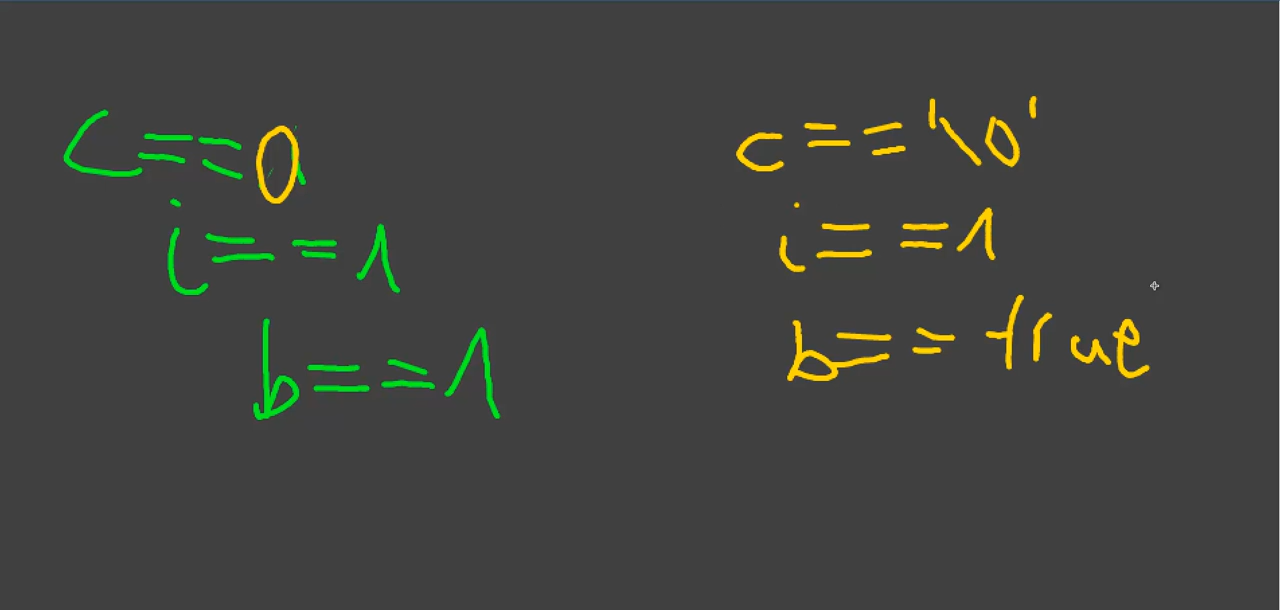 c == 0
i == 1
b == 1
c == '\0'
i == 1
b == true